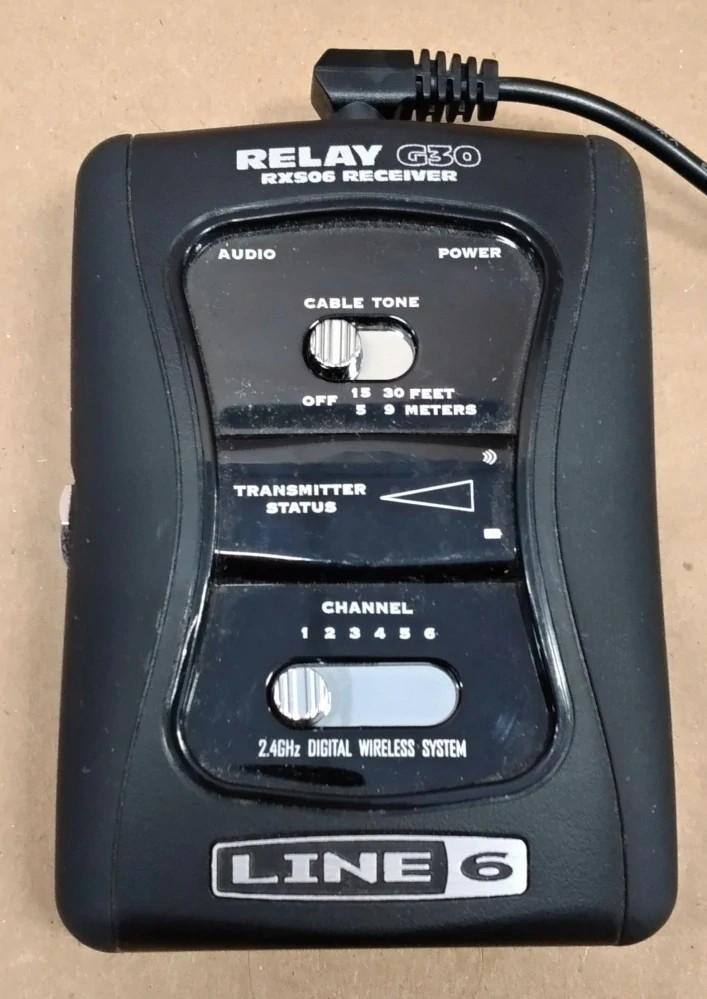 RELAY G30
RXS06 RECEIVER
AUDIO POWER
CABLE TONE
OFF 15 30 FEET
5 9 METERS
TRANSMITTER
STATUS
CHANNEL
1 2 3 4 5 6
2.4GHz DIGITAL WIRELESS SYSTEM
LINE 6